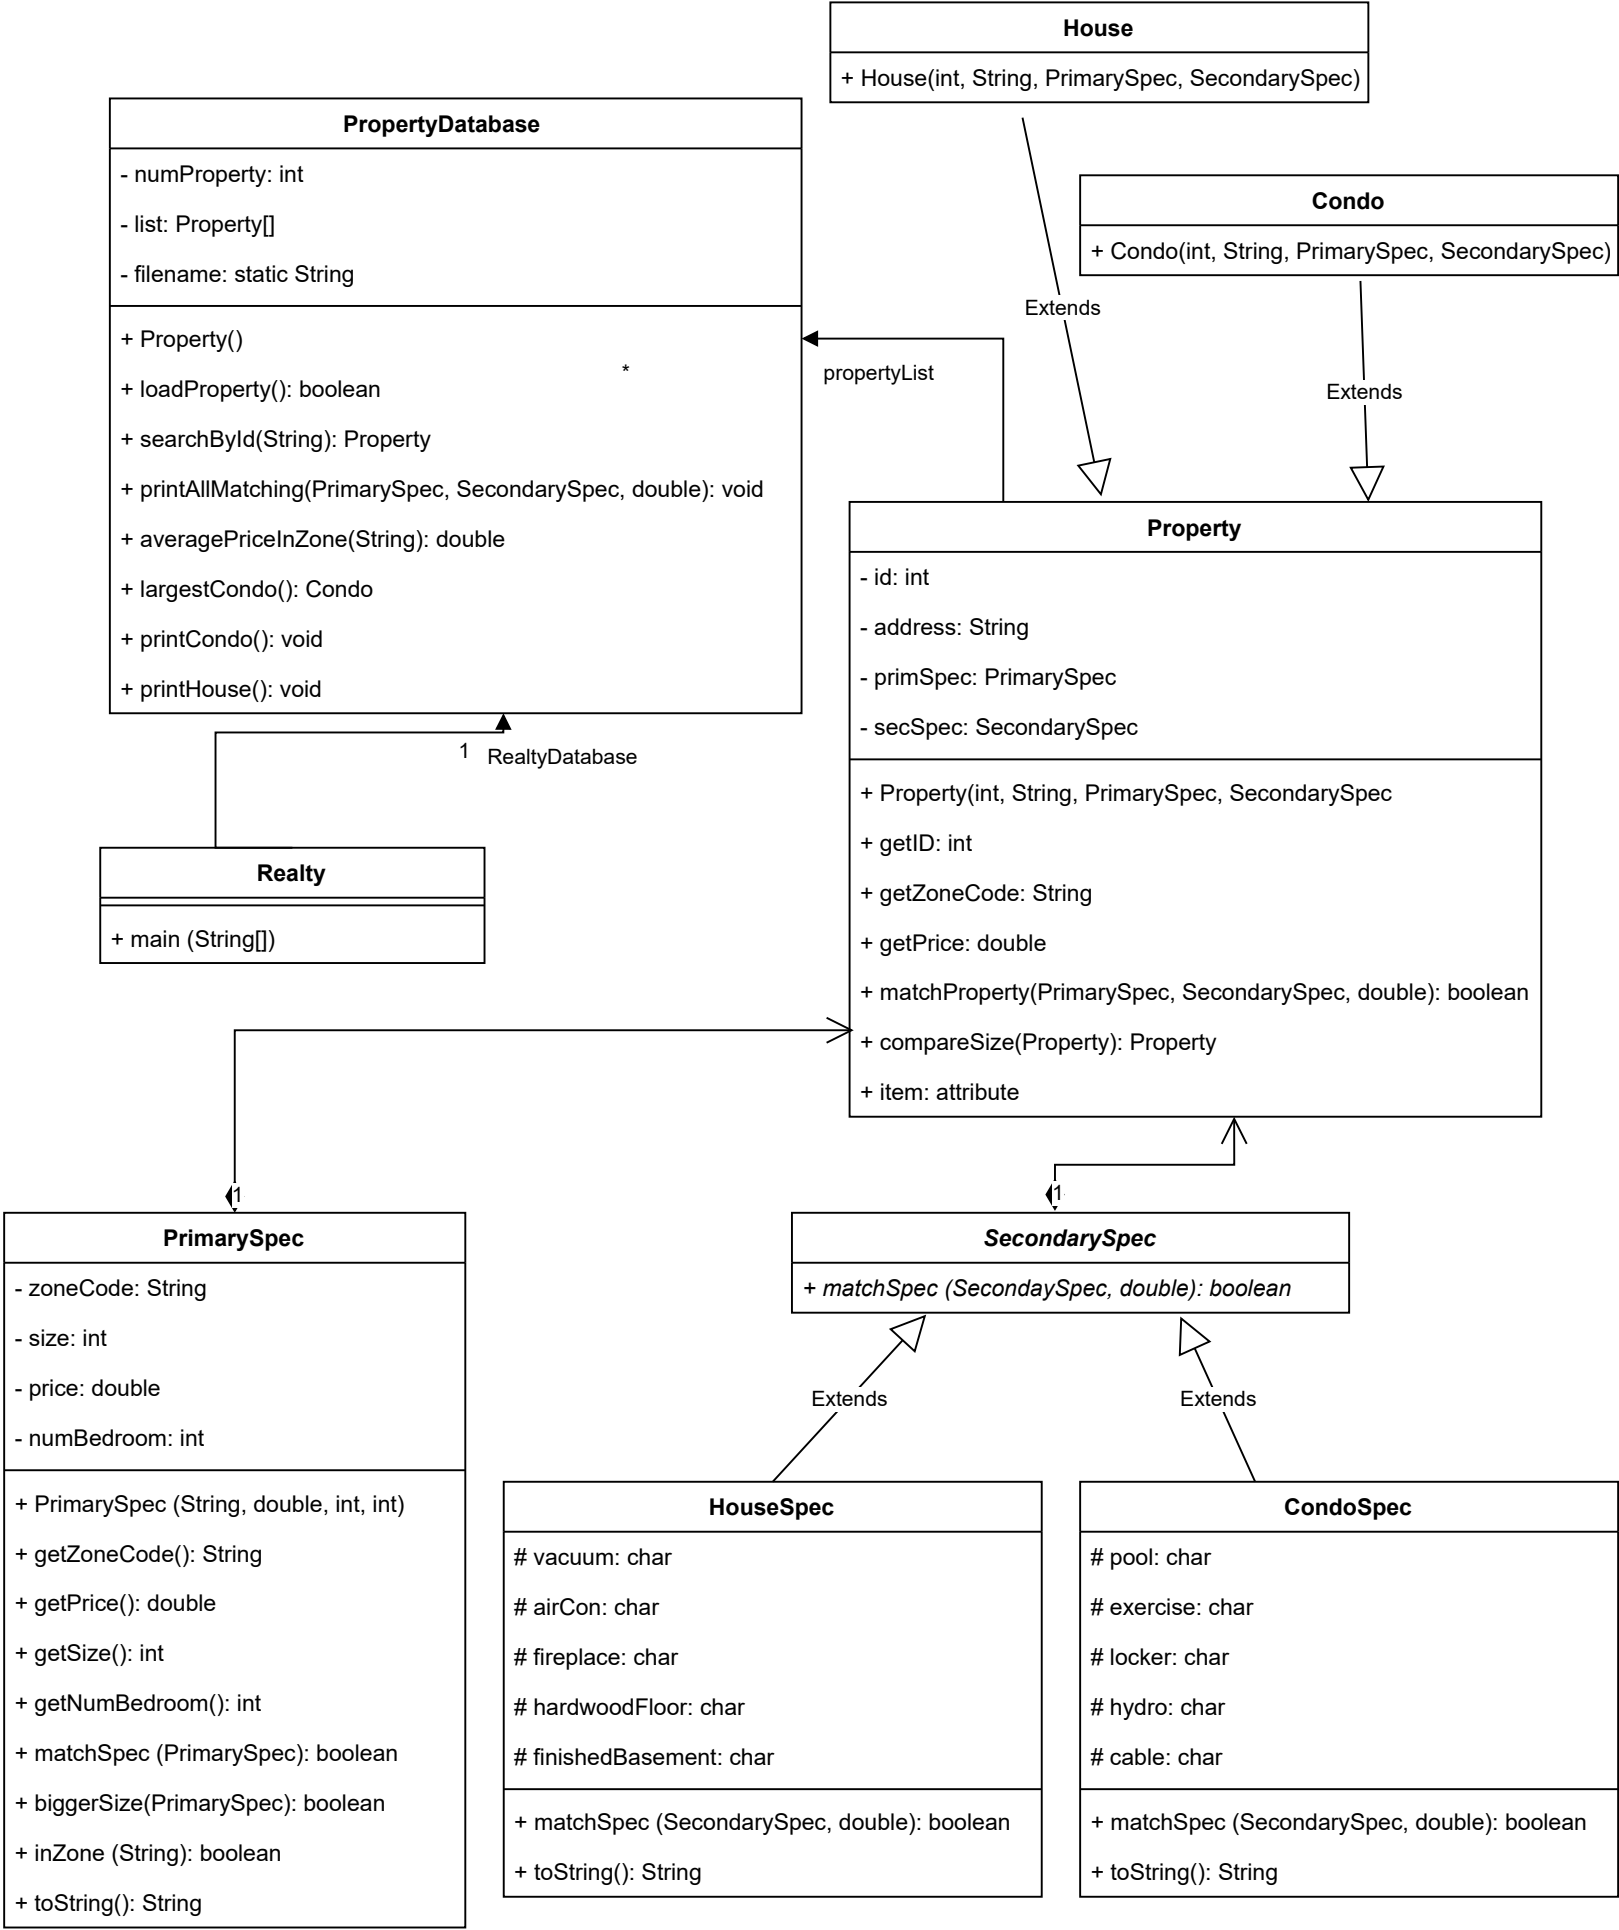 House
+ House(int, String, PrimarySpec, SecondarySpec)
PropertyDatabase
- numProperty: int
- list: Property[]
- filename: static String
+ Property()
+ loadProperty(): boolean
+ searchById(String): Property
+ printAllMatching(PrimarySpec, SecondarySpec, double): void
+ averagePriceInZone(String): double
+ largestCondo(): Condo
+ printCondo(): void
+ printHouse(): void
*
propertyList
Condo
+ Condo(int, String, PrimarySpec, SecondarySpec)
Extends
Extends
Property
- id: int
- address: String
- primSpec: PrimarySpec
- secSpec: SecondarySpec
+ Property(int, String, PrimarySpec, SecondarySpec
+ getID: int
+ getZoneCode: String
+ getPrice: double
+ matchProperty(PrimarySpec, SecondarySpec, double): boolean
+ compareSize(Property): Property
+ item: attribute
1
RealtyDatabase
Realty
+ main (String[])
1
PrimarySpec
- zoneCode: String
- size: int
- price: double
- numBedroom: int
+ PrimarySpec (String, double, int, int)
+ getZoneCode(): String
+ getPrice(): double
+ getSize(): int
+ getNumBedroom(): int
+ matchSpec (PrimarySpec): boolean
+ biggerSize(PrimarySpec): boolean
+ inZone (String): boolean
+ toString(): String
1
SecondarySpec
+ matchSpec (SecondaySpec, double): boolean
Extends
Extends
HouseSpec
# vacuum: char
# airCon: char
# fireplace: char
# hardwoodFloor: char
# finishedBasement: char
+ matchSpec (SecondarySpec, double): boolean
+ toString(): String
CondoSpec
# pool: char
# exercise: char
# locker: char
# hydro: char
# cable: char
+ matchSpec (SecondarySpec, double): boolean
+ toString(): String